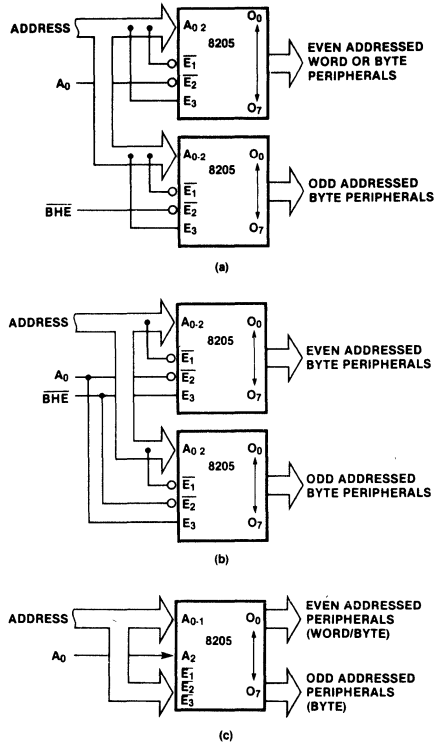 ADDRESS
A0-2
O0
8205
E1
A0
E2
E3
O7
EVEN ADDRESSED
WORD OR BYTE
PERIPHERALS
A0-2
O0
8205
E1
BHE
E2
E3
O7
ODD ADDRESSED
BYTE PERIPHERALS
(a)
ADDRESS
A0-2
O0
8205
E1
A0
E2
BHE
E3
O7
EVEN ADDRESSED
BYTE PERIPHERALS
A0 2
O0
8205
E1
E2
E3
O7
ODD ADDRESSED
BYTE PERIPHERALS
(b)
ADDRESS
A0-1
O0
8205
A0
A2
E1
E2
E3
O7
EVEN ADDRESSED
PERIPHERALS
(WORD/BYTE)
ODD ADDRESSED
PERIPHERALS
(BYTE)
(c)